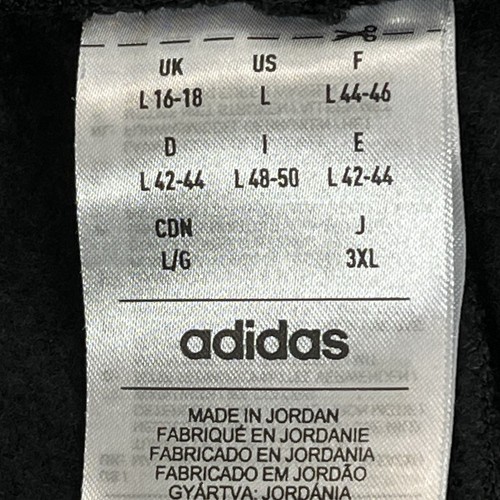 UK US F
L 16-18 L L 44-46
D I E
L 42-44 L 48-50 L 42-44
CDN J
L/G 3XL
adidas
MADE IN JORDAN
FABRIQUÉ EN JORDANIE
FABRICADO EN JORDANIA
FABRICADO EM JORDÃO
GYÁRTVA: JORDÁNIA